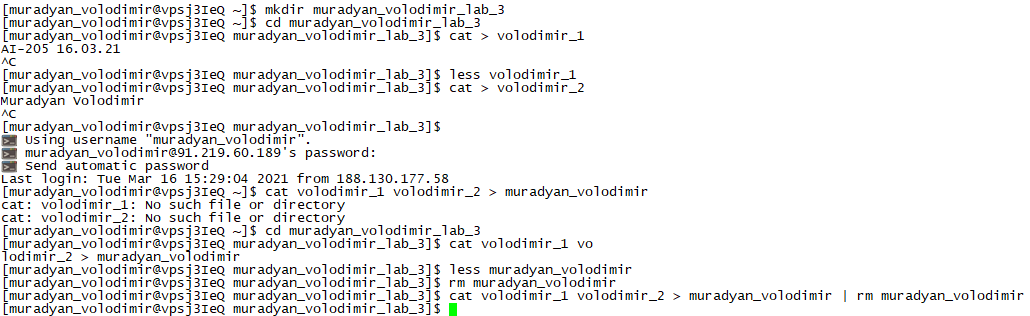 [muradyan_volodimir@vpsj3IeQ ~]$ mkdir muradyan_volodimir_lab_3
[muradyan_volodimir@vpsj3IeQ ~]$ cd muradyan_volodimir_lab_3
[muradyan_volodimir@vpsj3IeQ muradyan_volodimir_lab_3]$ cat > volodimir_1
AI-205 16.03.21
^C
[muradyan_volodimir@vpsj3IeQ muradyan_volodimir_lab_3]$ less volodimir_1
[muradyan_volodimir@vpsj3IeQ muradyan_volodimir_lab_3]$ cat > volodimir_2
Muradyan Volodimir
^C
[muradyan_volodimir@vpsj3IeQ muradyan_volodimir_lab_3]$
Using username "muradyan_volodimir".
muradyan_volodimir@91.219.60.189's password:
Send automatic password
Last login: Tue Mar 16 15:29:04 2021 from 188.130.177.58
[muradyan_volodimir@vpsj3IeQ ~]$ cat volodimir_1 volodimir_2 > muradyan_volodimir
cat: volodimir_1: No such file or directory
cat: volodimir_2: No such file or directory
[muradyan_volodimir@vpsj3IeQ ~]$ cd muradyan_volodimir_lab_3
[muradyan_volodimir@vpsj3IeQ muradyan_volodimir_lab_3]$ cat volodimir_1 vo
lodimir_2 > muradyan_volodimir
[muradyan_volodimir@vpsj3IeQ muradyan_volodimir_lab_3]$ less muradyan_volodimir
[muradyan_volodimir@vpsj3IeQ muradyan_volodimir_lab_3]$ rm muradyan_volodimir
[muradyan_volodimir@vpsj3IeQ muradyan_volodimir_lab_3]$ cat volodimir_1 volodimir_2 > muradyan_volodimir | rm muradyan_volodimir
[muradyan_volodimir@vpsj3IeQ muradyan_volodimir_lab_3]$